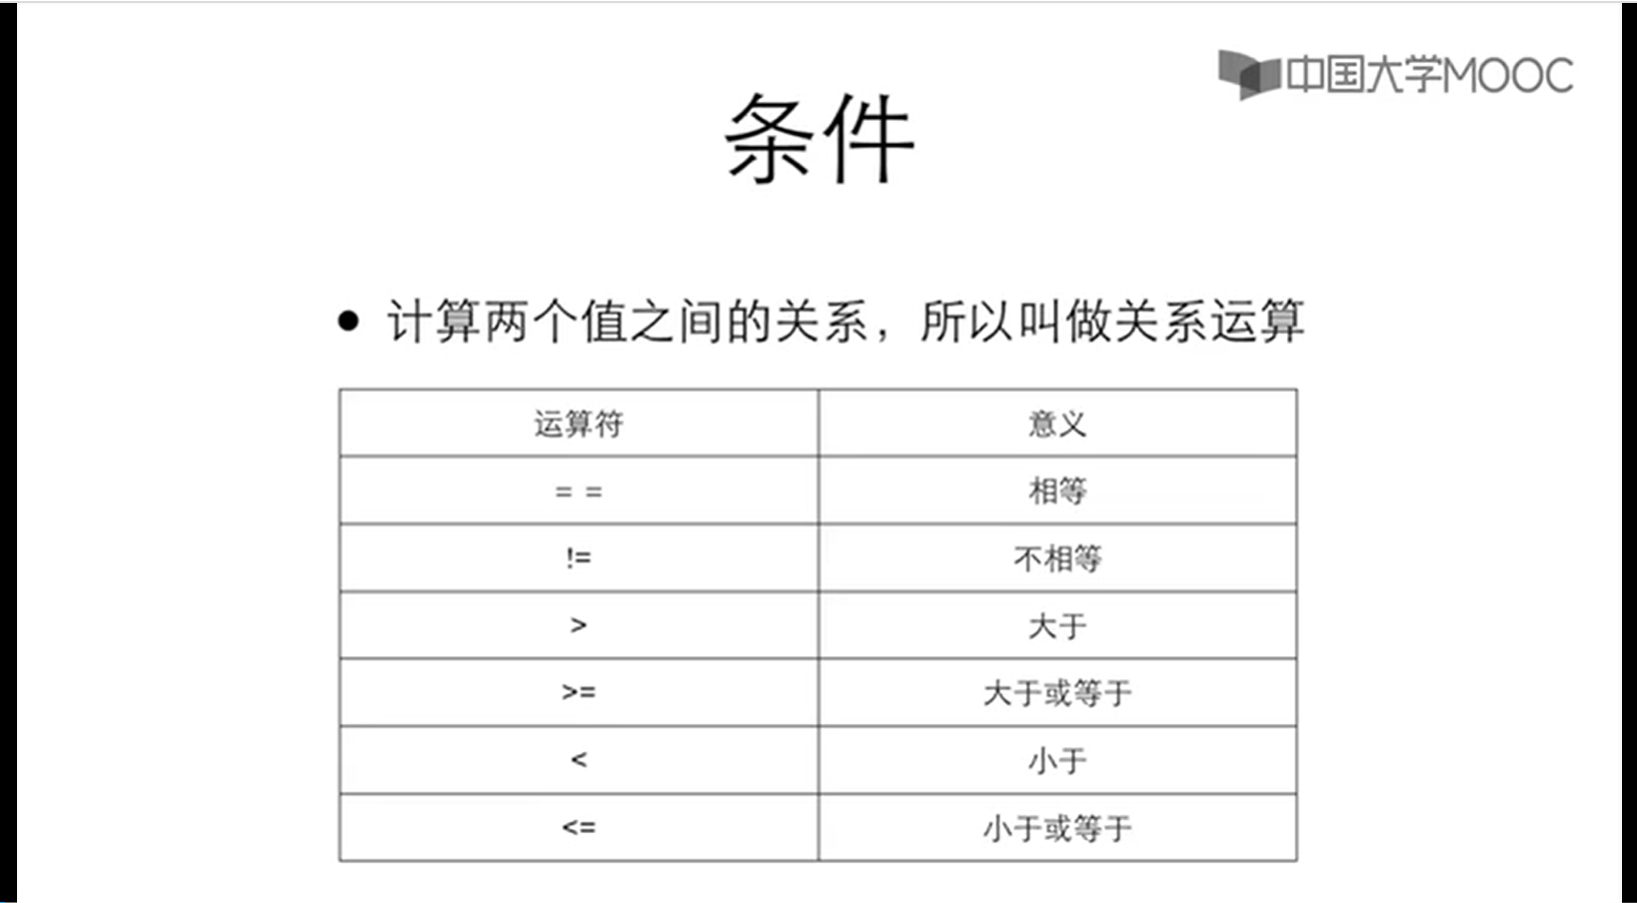 中国大学MOOC
条件
● 计算两个值之间的关系，所以叫做关系运算
运算符 意义
= = 相等
!= 不相等
> 大于
>= 大于或等于
< 小于
<= 小于或等于